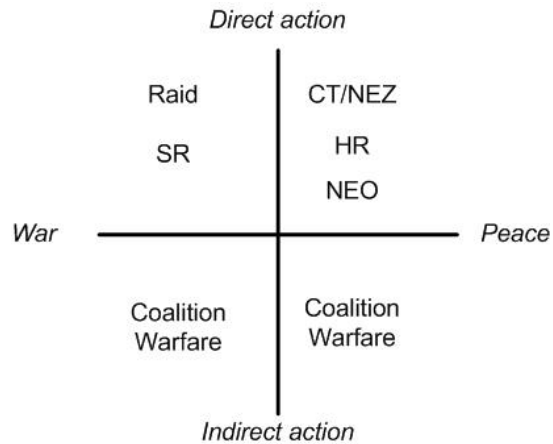 Direct action
Raid
CT/NEZ
SR
HR
NEO
War
Peace
Coalition
Warfare
Coalition
Warfare
Indirect action